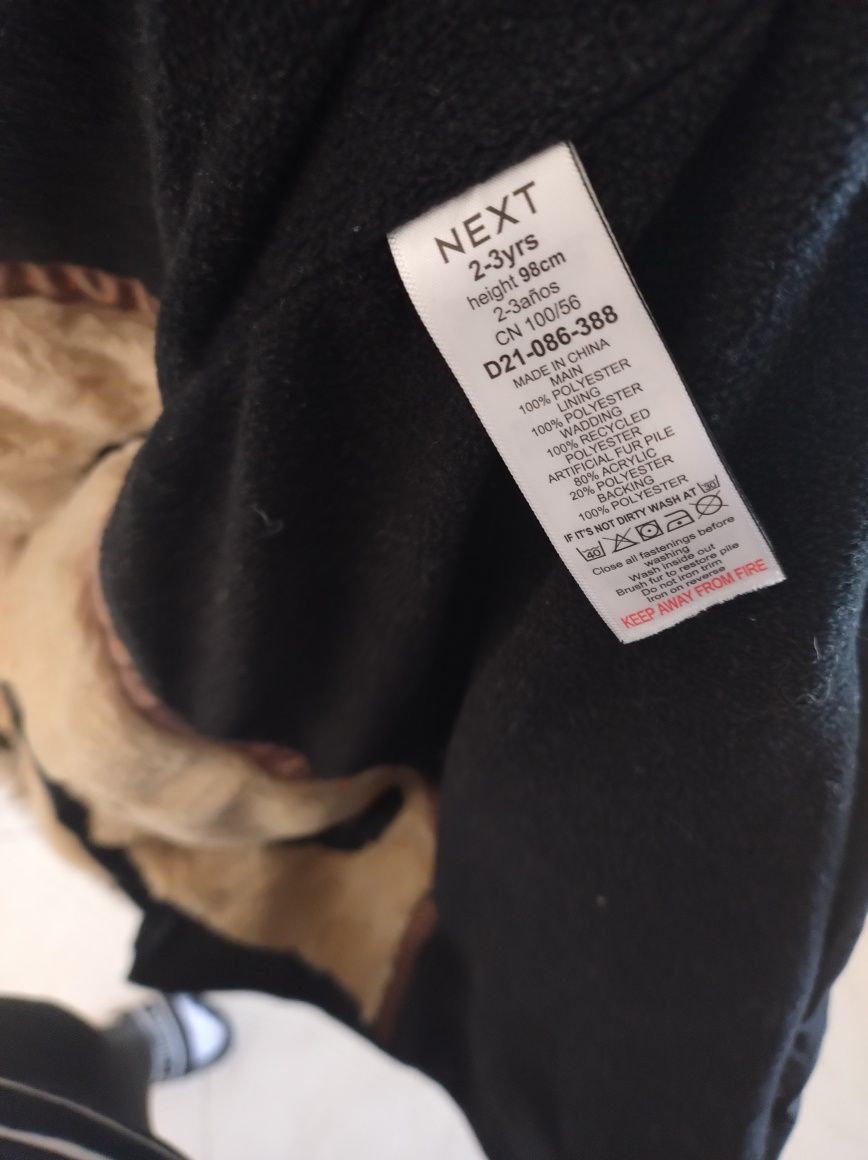 NEXT
2-3yrs
height 98cm
2-3años
CN 100/56
D21-086-388
MADE IN CHINA
MAIN
100% POLYESTER
LINING
100% POLYESTER
WADDING
100% RECYCLED
POLYESTER
ARTIFICIAL FUR PILE
80% ACRYLIC
20% POLYESTER
BACKING
100% POLYESTER
IF IT'S NOT DIRTY WASH AT 30
40
Close all fastenings before
washing
Wash inside out
Brush fur to restore pile
Do not iron trim
Iron on reverse
KEEP AWAY FROM FIRE